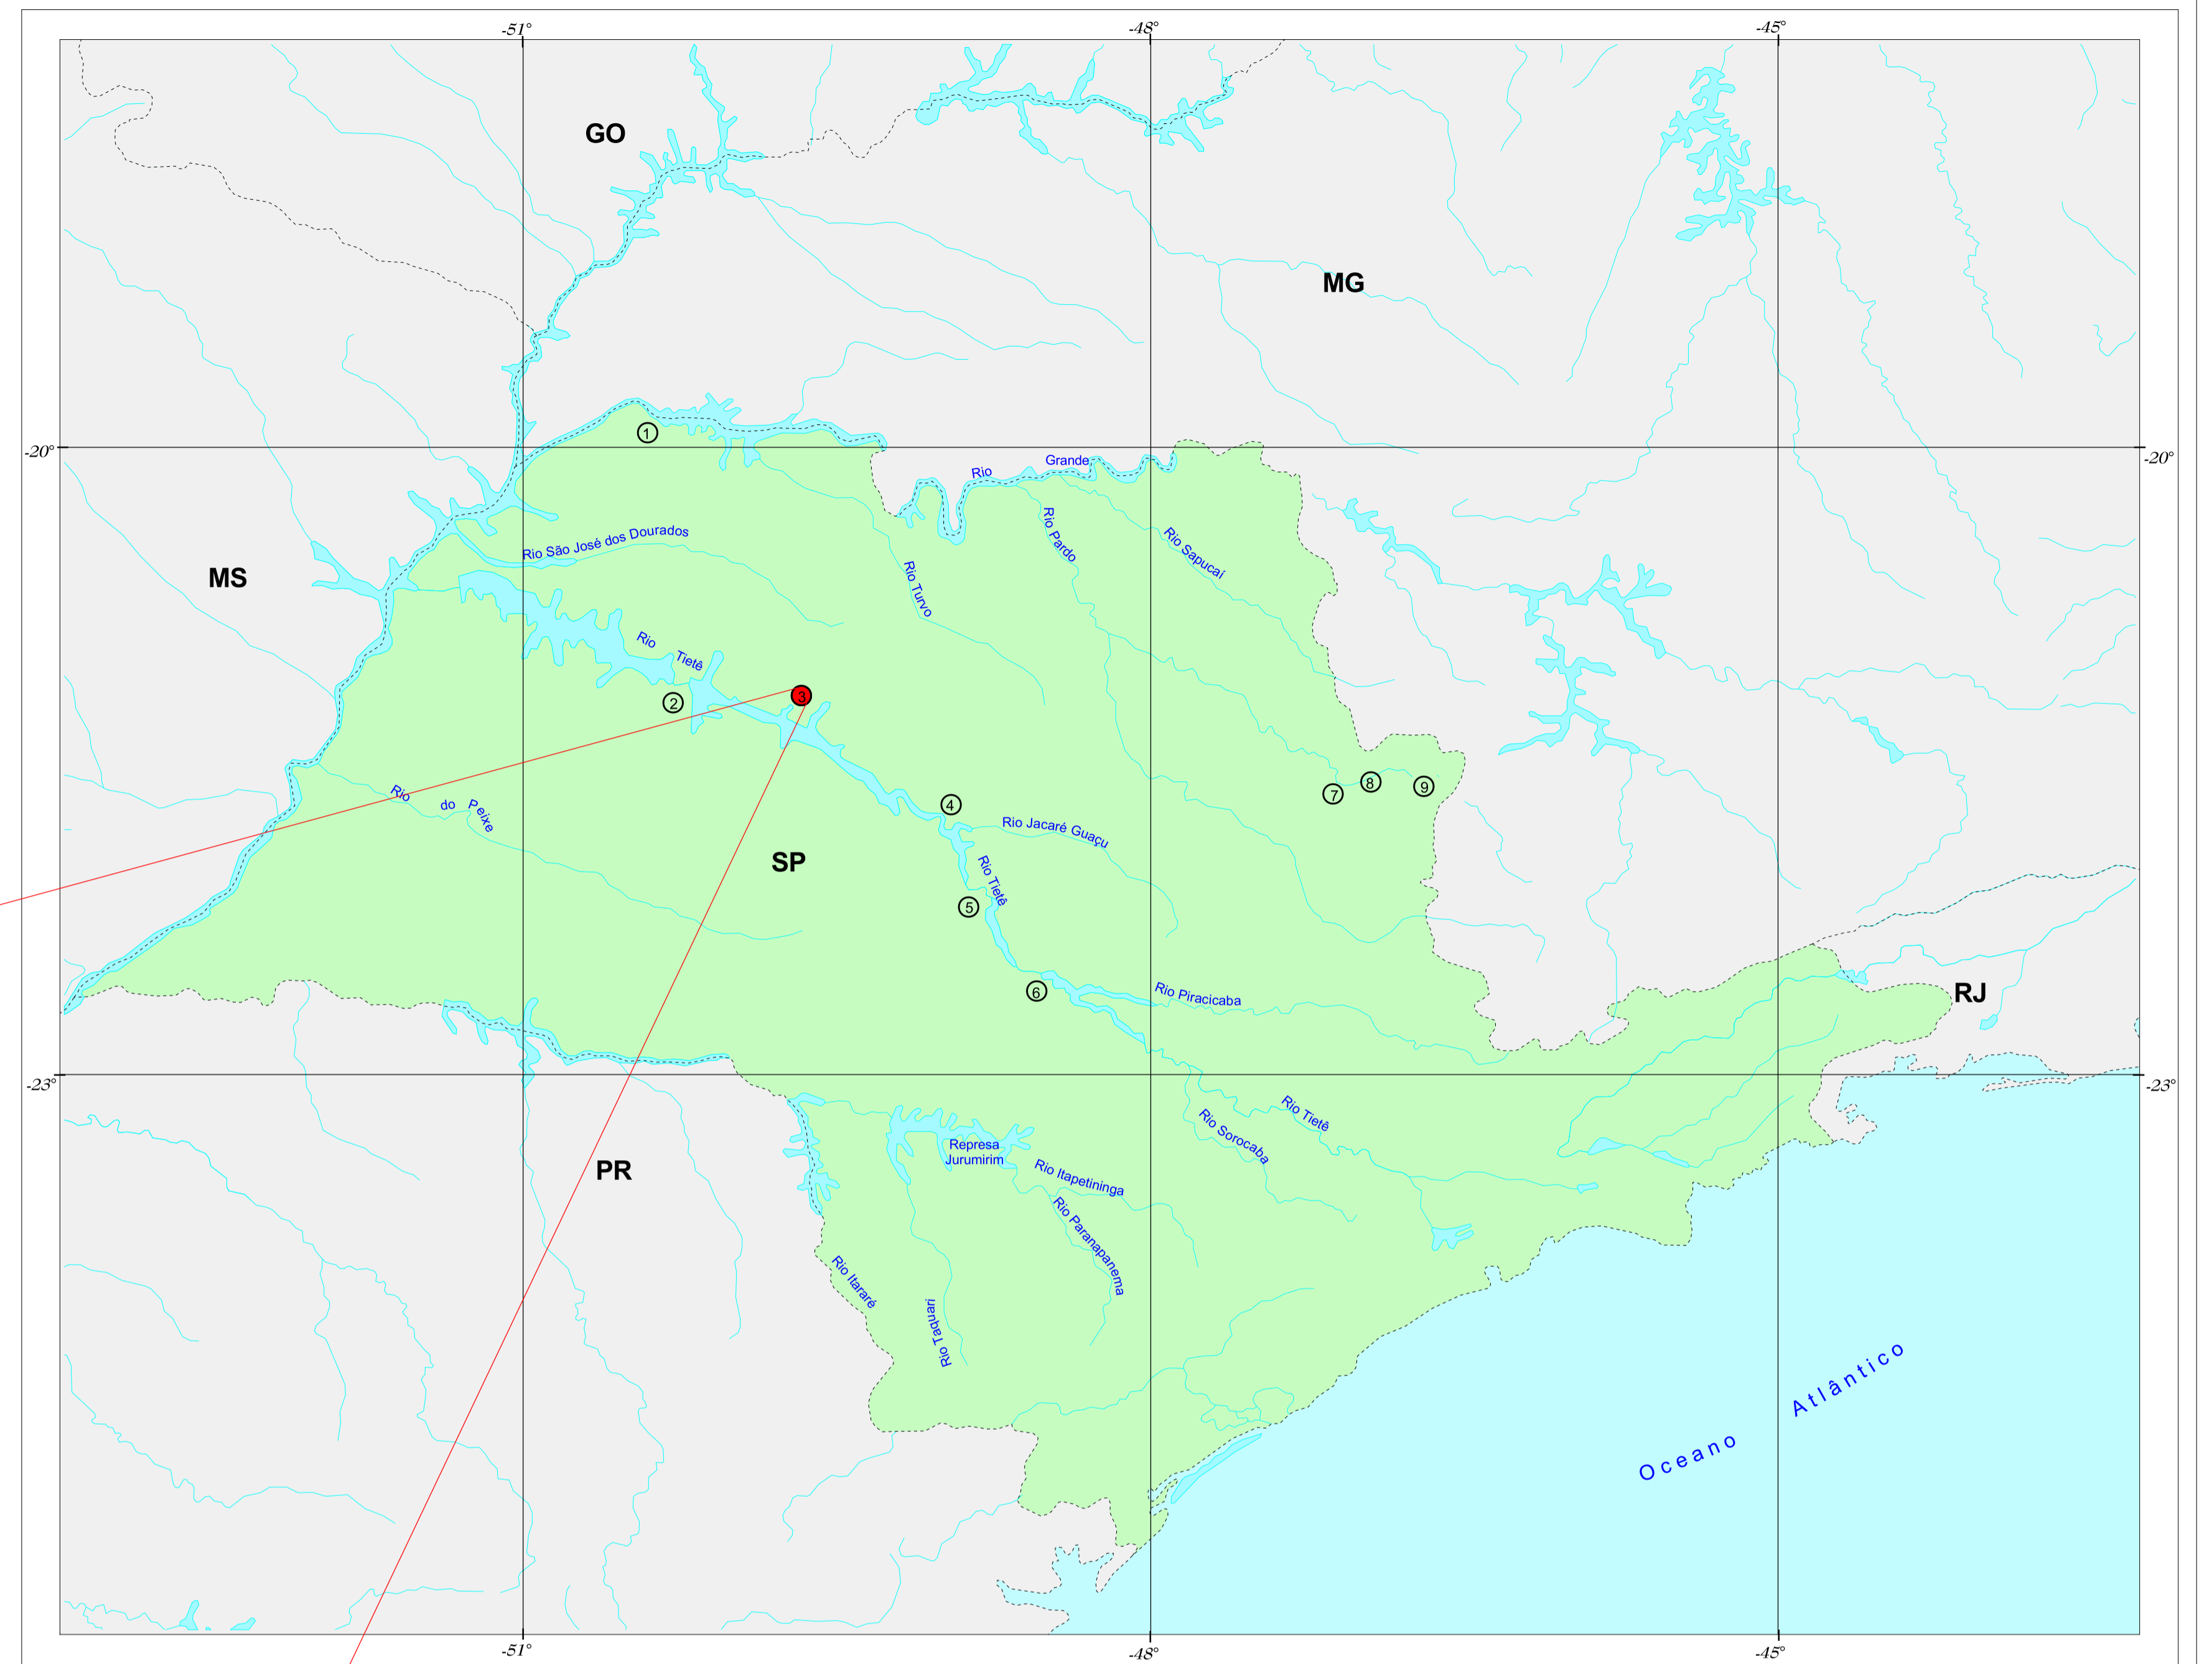 -51°
-48°
-45°
GO
MG
1
-20°
-20°
Rio Grande
Rio São José dos Dourados
Rio Pardo
Rio Sapucaí
MS
Rio Turvo
Rio Tietê
2
3
7
8
9
4
Rio do Peixe
Rio Jacaré Guaçu
SP
Rio Tietê
5
6
Rio Piracicaba
RJ
-23°
-23°
Rio Tietê
Rio Sorocaba
Represa
Jurumirim
PR
Rio Itapetininga
Rio Paranapanema
Rio Itararé
Rio Taquari
Oceano Atlântico
-51°
-48°
-45°